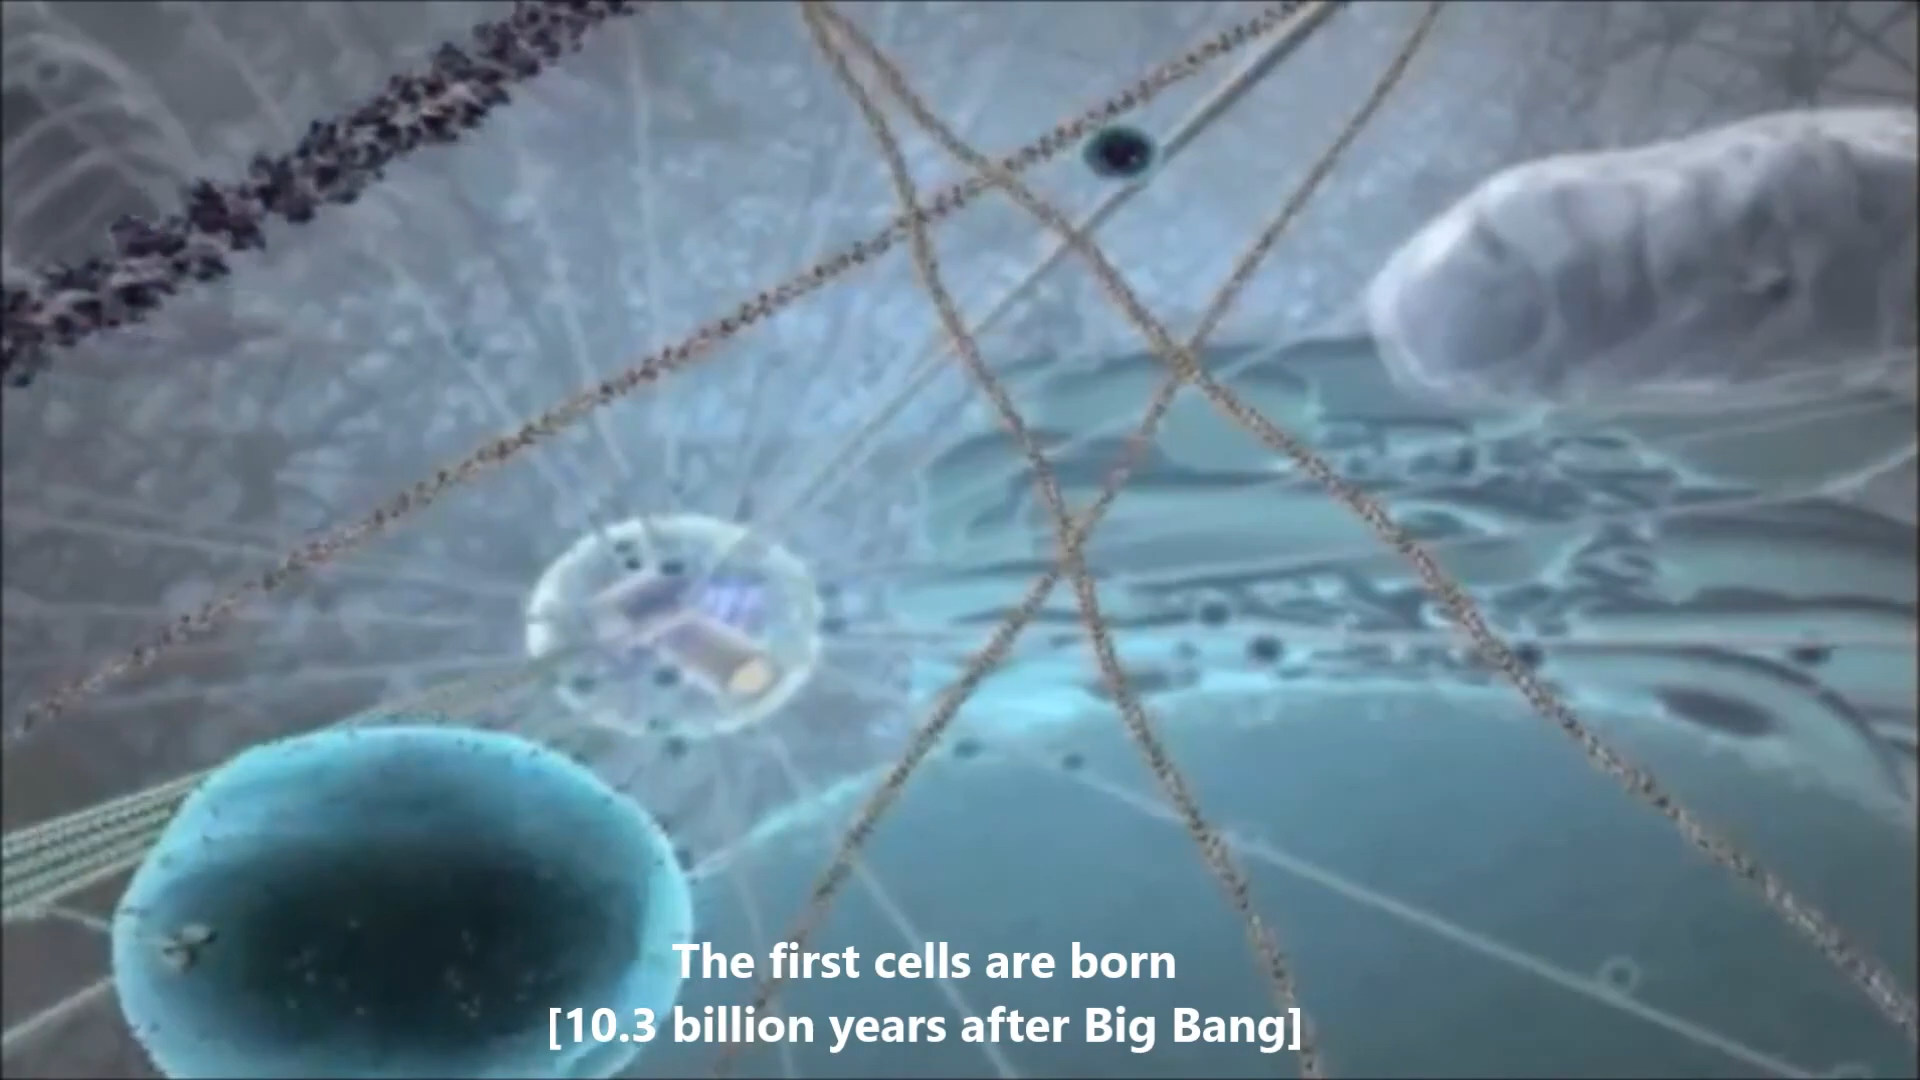 The first cells are born
[10.3 billion years after Big Bang]